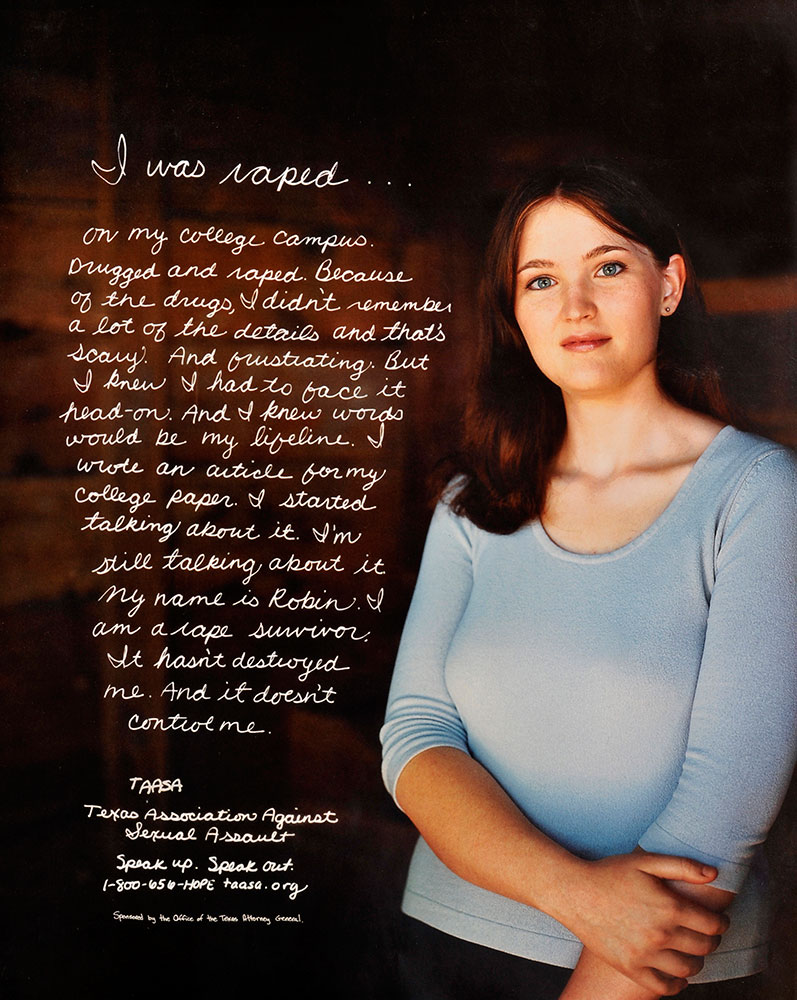 I was raped ...
on my college campus.
Drugged and raped. Because
of the drugs, I didn't remember
a lot of the details and that's
scary. And frustrating. But
I knew I had to face it
head-on. And I knew words
would be my lifeline. I
wrote an article for my
college paper. I started
talking about it. I'm
still talking about it
My name is Robin. I
am a rape survivor.
It hasn't destroyed
me. And it doesn't
control me.
TAASA
Texas Association Against
Sexual Assault
Speak up. Speak out.
1-800-656-HOPE taasa.org
Sponsored by the Office of the Texas Attorney General.